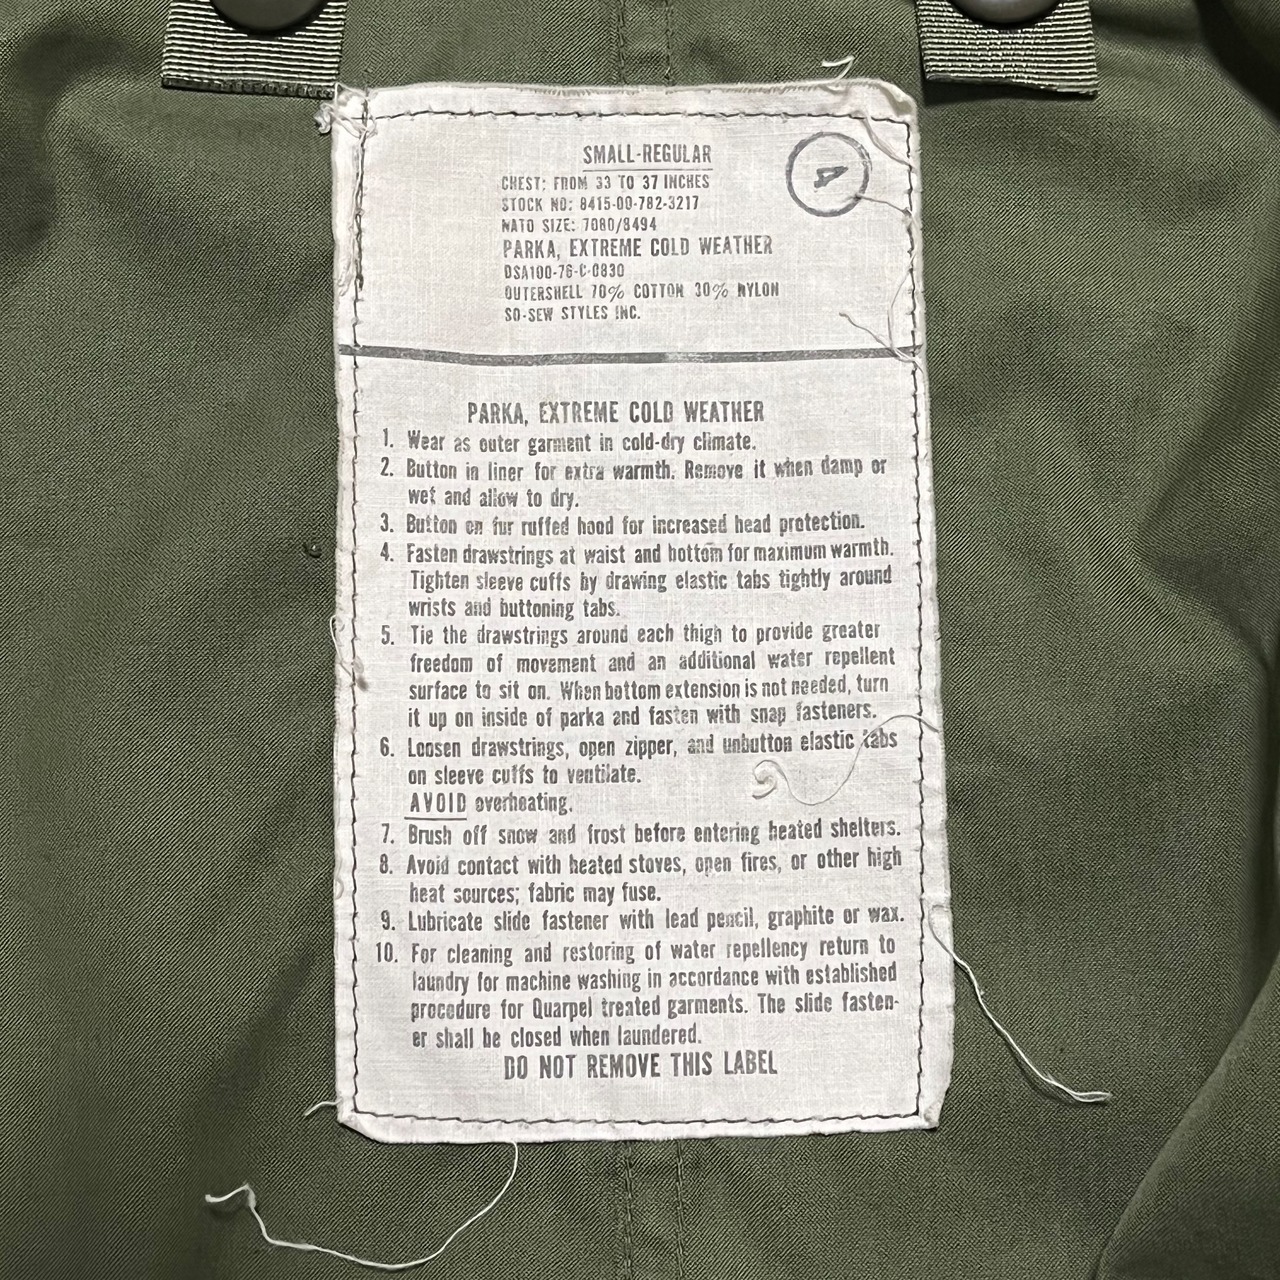 SMALL-REGULAR
4
CHEST: FROM 33 TO 37 INCHES
STOCK NO: 8415-00-782-3217
NATO SIZE: 7080/8494
PARKA, EXTREME COLD WEATHER
DSA100-76-C-0830
OUTERSHELL 70% COTTON 30% NYLON
SO-SEW STYLES INC.
PARKA, EXTREME COLD WEATHER
1. Wear as outer garment in cold-dry climate.
2. Button in liner for extra warmth. Remove it when damp or
wet and allow to dry.
3. Button on fur ruffed hood for increased head protection.
4. Fasten drawstrings at waist and bottom for maximum warmth.
Tighten sleeve cuffs by drawing elastic tabs tightly around
wrists and buttoning tabs.
5. Tie the drawstrings around each thigh to provide greater
freedom of movement and an additional water repellent
surface to sit on. When bottom extension is not needed, turn
it up on inside of parka and fasten with snap fasteners.
6. Loosen drawstrings, open zipper, and unbutton elastic tabs
on sleeve cuffs to ventilate.
AVOID overheating.
7. Brush off snow and frost before entering heated shelters.
8. Avoid contact with heated stoves, open fires, or other high
heat sources; fabric may fuse.
9. Lubricate slide fastener with lead pencil, graphite or wax.
10. For cleaning and restoring of water repellency return to
laundry for machine washing in accordance with established
procedure for Quarpel treated garments. The slide fasten-
er shall be closed when laundered.
DO NOT REMOVE THIS LABEL